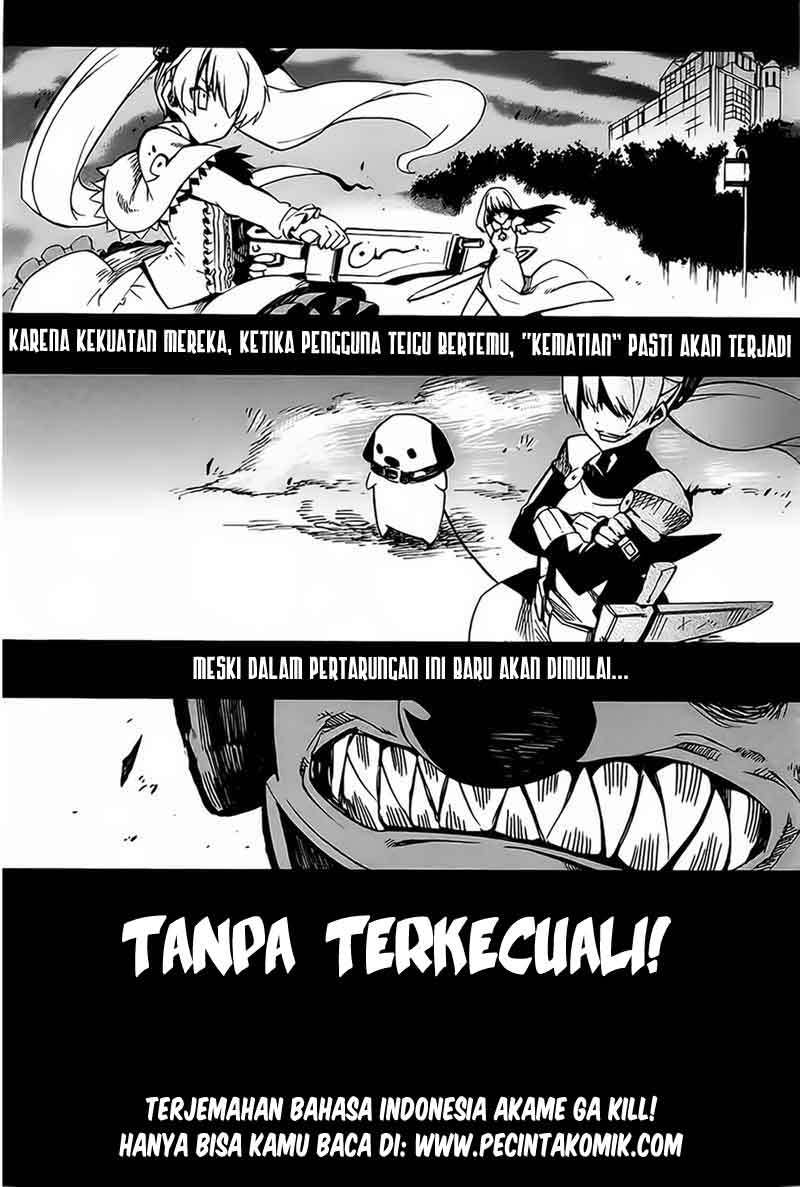 KARENA KEKUATAN MEREKA, KETIKA PENGGUNA TEIGU BERTEMU, "KEMATIAN" PASTI AKAN TERJADI
MESKI DALAM PERTARUNGAN INI BARU AKAN DIMULAI...
TANPA TERKECUALI!
TERJEMAHAN BAHASA INDONESIA AKAME GA KILL!
HANYA BISA KAMU BACA DI: WWW.PECINTAKOMIK.COM